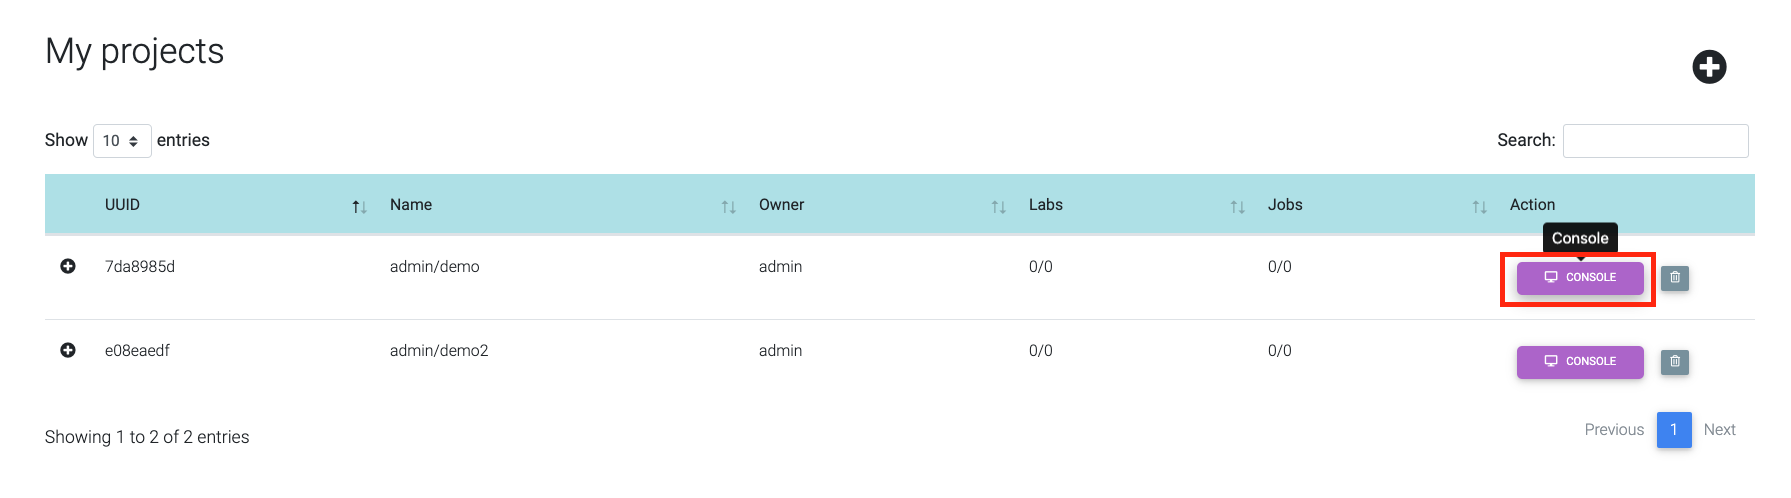 My projects
Show 10 entries
Search:
UUID Name Owner Labs Jobs Action
Console
7da8985d admin/demo admin 0/0 0/0 CONSOLE
e08eaedf admin/demo2 admin 0/0 0/0 CONSOLE
Showing 1 to 2 of 2 entries
Previous 1 Next